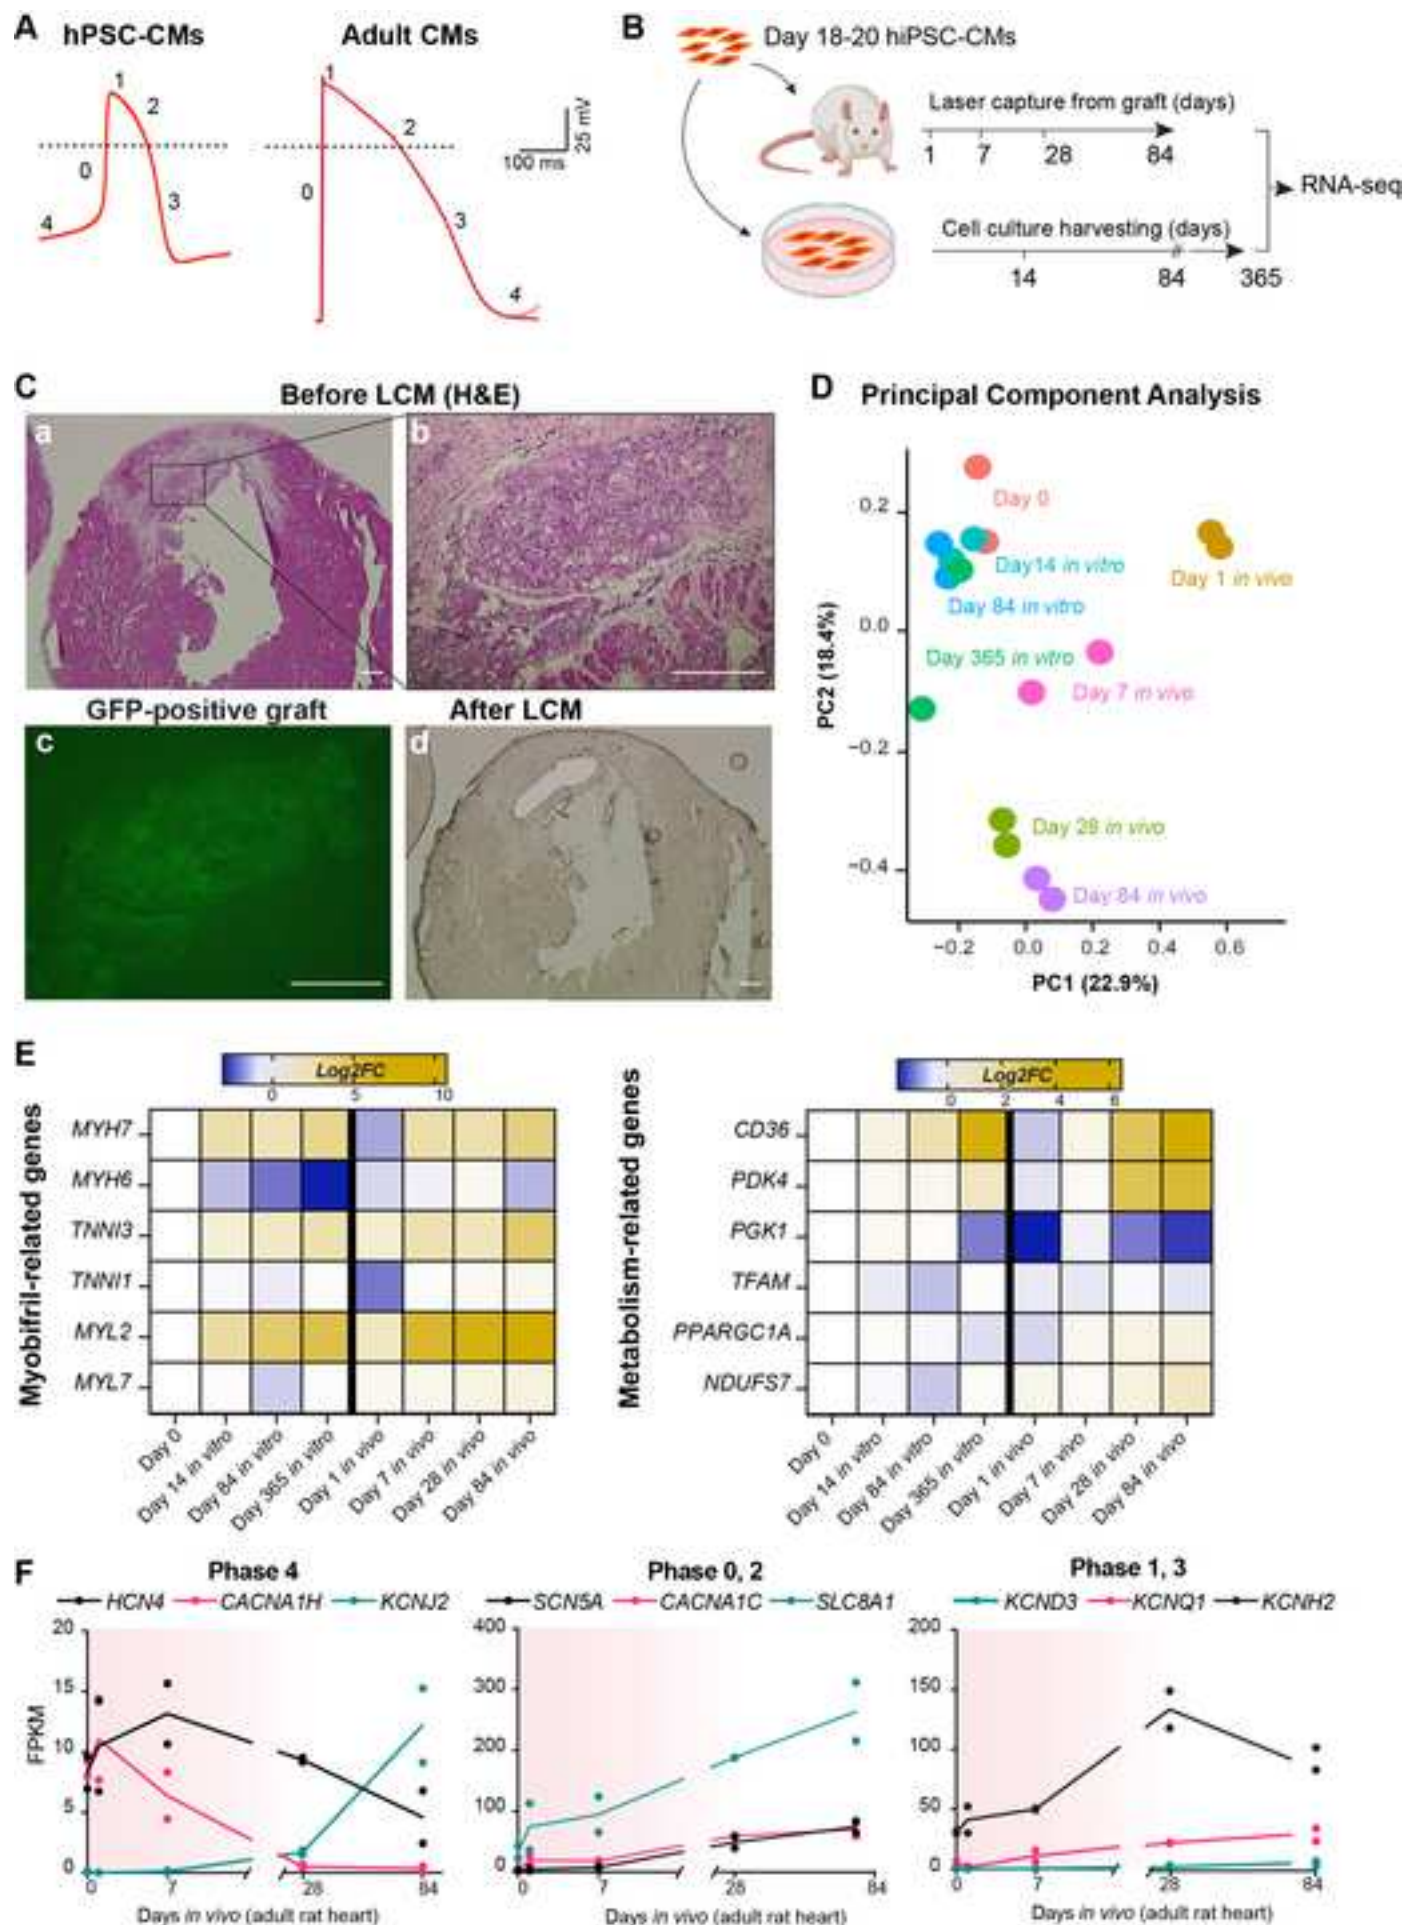 A
hPSC-CMs
Adult CMs
1
2
0
3
4
1
2
0
3
4
25 mV
100 ms
B
Day 18-20 hiPSC-CMs
Laser capture from graft (days)
1 7 28 84
RNA-seq
Cell culture harvesting (days)
14 84 365
C
Before LCM (H&E)
a
b
GFP-positive graft
After LCM
c
d
D
Principal Component Analysis
Day 0
Day14 in vitro
Day 1 in vivo
Day 84 in vitro
Day 365 in vitro
Day 7 in vivo
Day 28 in vivo
Day 84 in vivo
PC2 (18.4%)
0.2
0.0
−0.2
−0.4
−0.2 0.0 0.2 0.4 0.6
PC1 (22.9%)
E
Log2FC
0 5 10
Myobifril-related genes
MYH7
MYH6
TNNI3
TNNI1
MYL2
MYL7
Day 0
Day 14 in vitro
Day 84 in vitro
Day 365 in vitro
Day 1 in vivo
Day 7 in vivo
Day 28 in vivo
Day 84 in vivo
Log2FC
0 2 4 6
Metabolism-related genes
CD36
PDK4
PGK1
TFAM
PPARGC1A
NDUFS7
Day 0
Day 14 in vitro
Day 84 in vitro
Day 365 in vitro
Day 1 in vivo
Day 7 in vivo
Day 28 in vivo
Day 84 in vivo
F
Phase 4
HCN4 CACNA1H KCNJ2
FPKM
20
15
10
5
0
0 7 28 84
Days in vivo (adult rat heart)
Phase 0, 2
SCN5A CACNA1C SLC8A1
400
300
200
100
0
0 7 28 84
Days in vivo (adult rat heart)
Phase 1, 3
KCND3 KCNQ1 KCNH2
200
150
100
50
0
0 7 28 84
Days in vivo (adult rat heart)